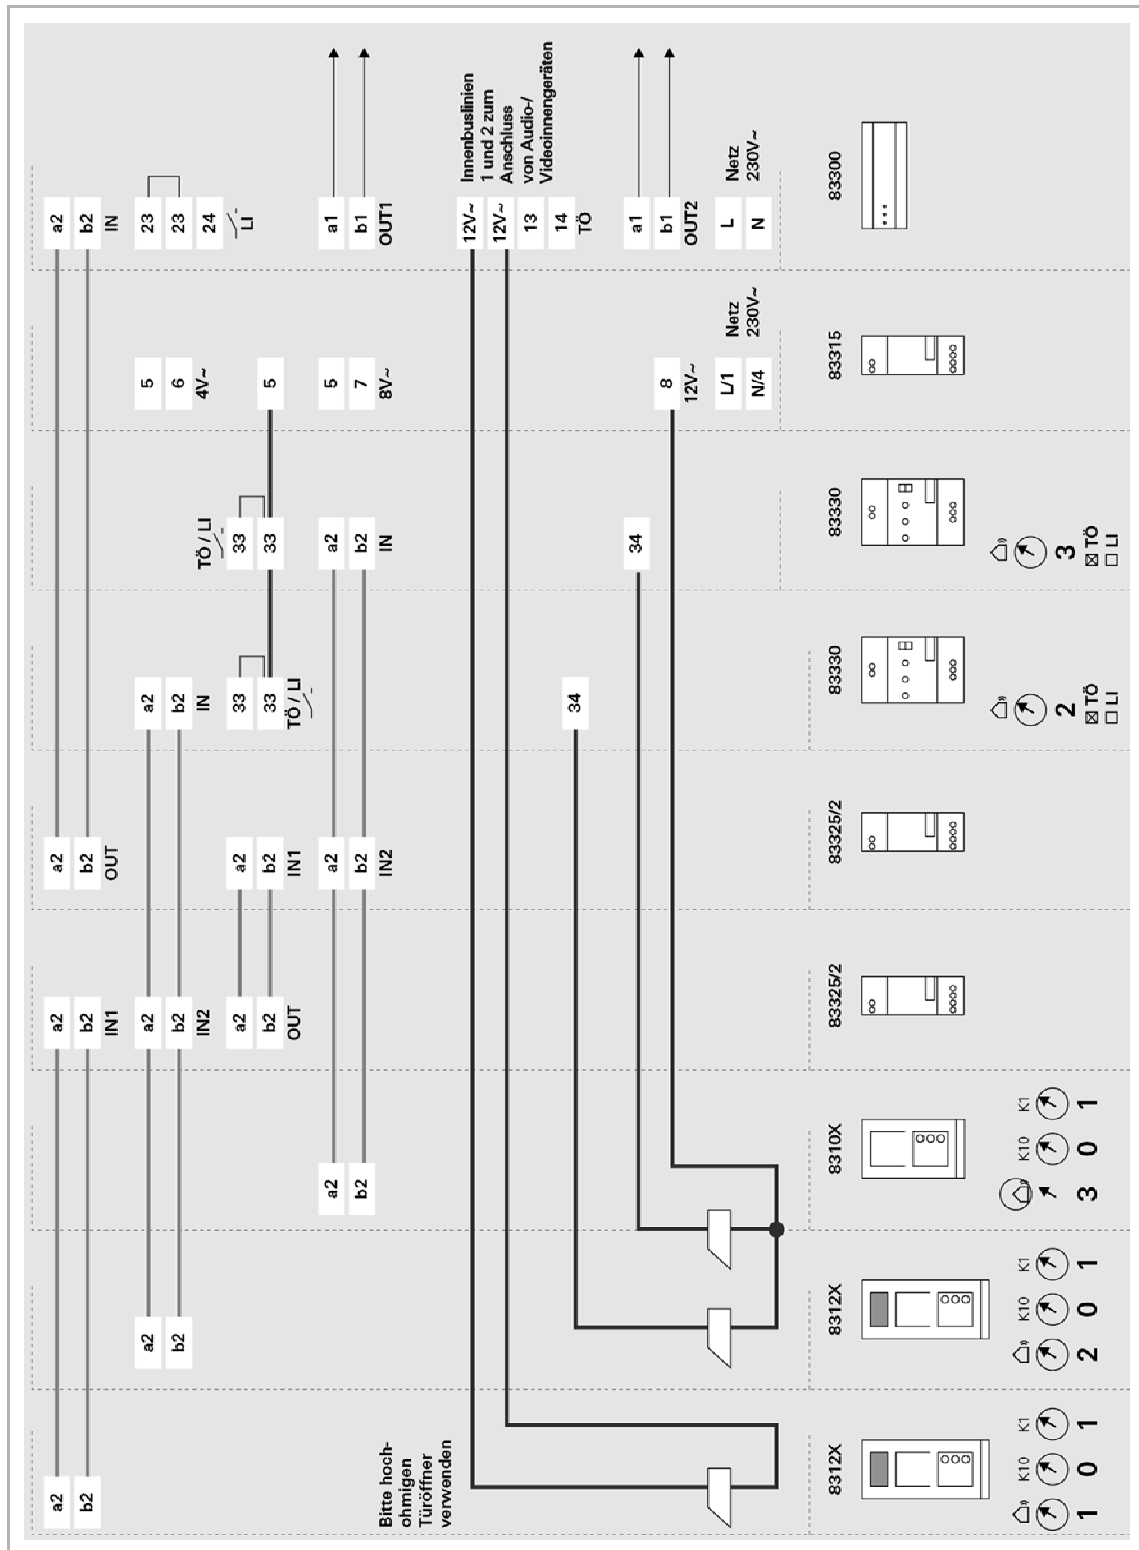 a2
b2
Bitte hoch-
ohmigen
Türöffner
verwenden
8312X
K10 K1
1 0 1
a2
b2
8312X
K10 K1
2 0 1
a2
b2
8310X
K10 K1
3 0 1
a2
b2
IN1
a2
b2
IN2
a2
b2
OUT
83325/2
a2
b2
OUT
a2
b2
IN1
a2
b2
IN2
83325/2
a2
b2
IN
33
33
TÖ / LI
34
83330
2
TÖ
LI
TÖ / LI
33
33
a2
b2
IN
34
83330
3
TÖ
LI
5
6
4V~
5
5
7
8V~
8
12V~
L/1
N/4
Netz
230V~
83315
a2
b2
IN
23
23
24
LI
a1
b1
OUT1
12V~
12V~
13
14
TÖ
Innenbuslinien
1 und 2 zum
Anschluss
von Audio-/
Videoinnengeräten
a1
b1
OUT2
L
N
Netz
230V~
83300